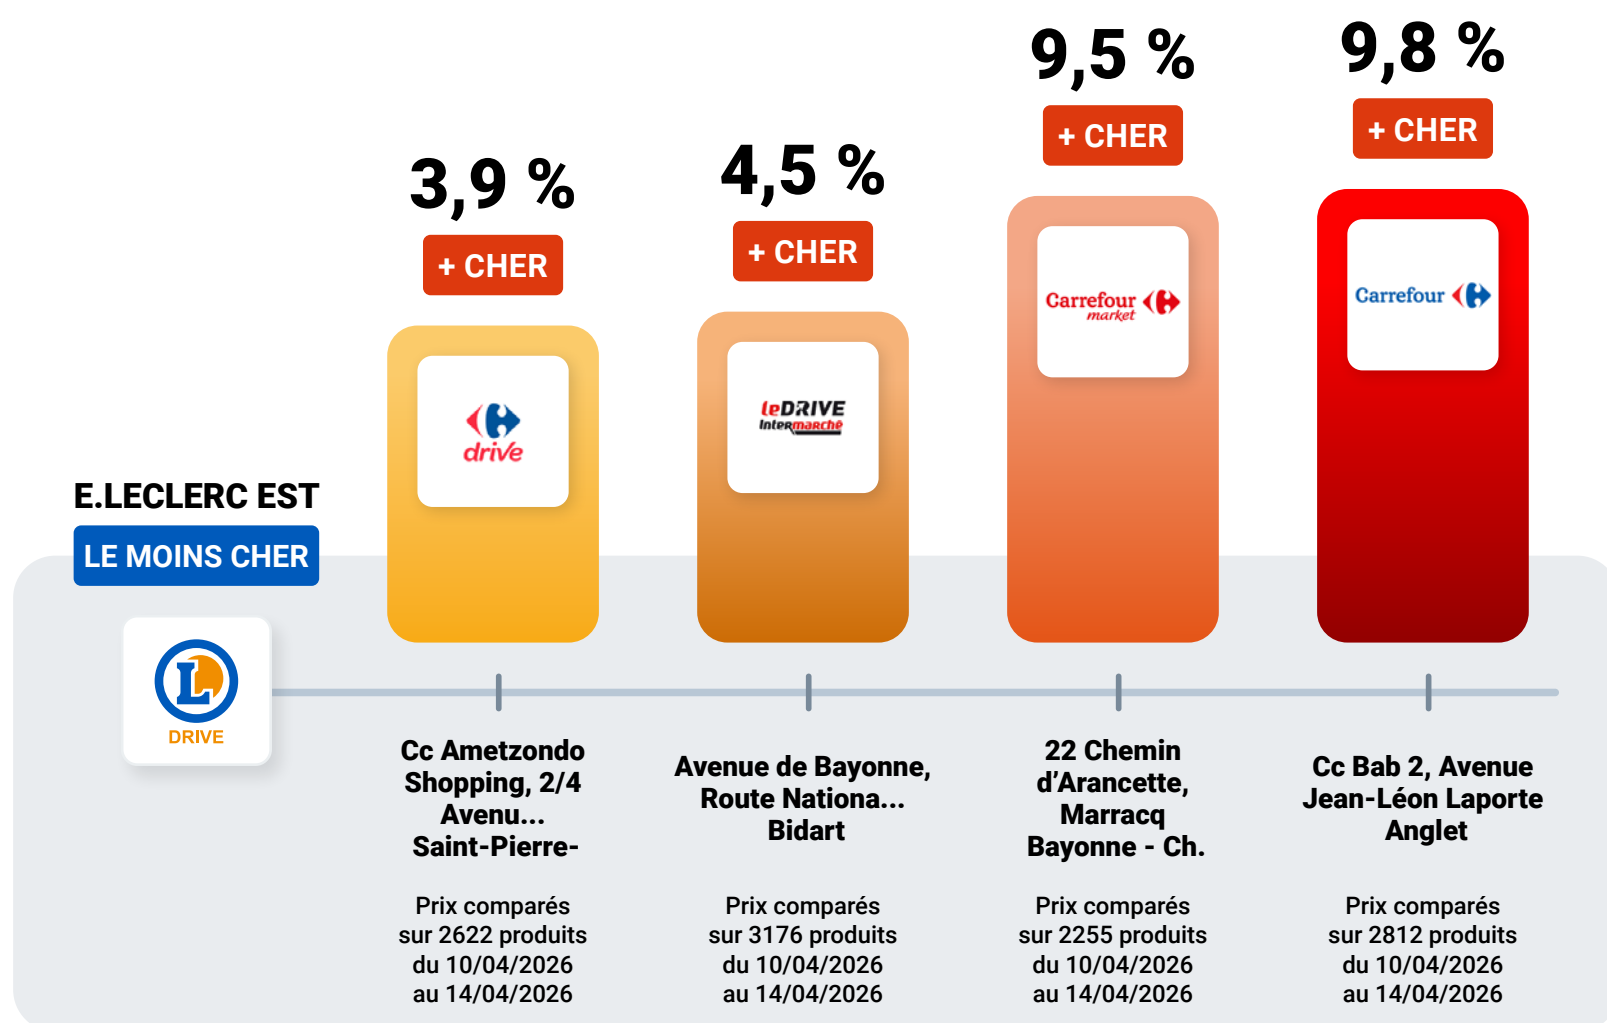 9,5 %
9,8 %
+ CHER
+ CHER
3,9 %
4,5 %
+ CHER
+ CHER
Carrefour
market
Carrefour
drive
leDRIVE
Intermarché
E.LECLERC EST
LE MOINS CHER
L
DRIVE
Cc Ametzondo
Shopping, 2/4
Avenu...
Saint-Pierre-
Avenue de Bayonne,
Route Nationa...
Bidart
22 Chemin
d'Arancette,
Marracq
Bayonne - Ch.
Cc Bab 2, Avenue
Jean-Léon Laporte
Anglet
Prix comparés
sur 2622 produits
du 10/04/2026
au 14/04/2026
Prix comparés
sur 3176 produits
du 10/04/2026
au 14/04/2026
Prix comparés
sur 2255 produits
du 10/04/2026
au 14/04/2026
Prix comparés
sur 2812 produits
du 10/04/2026
au 14/04/2026